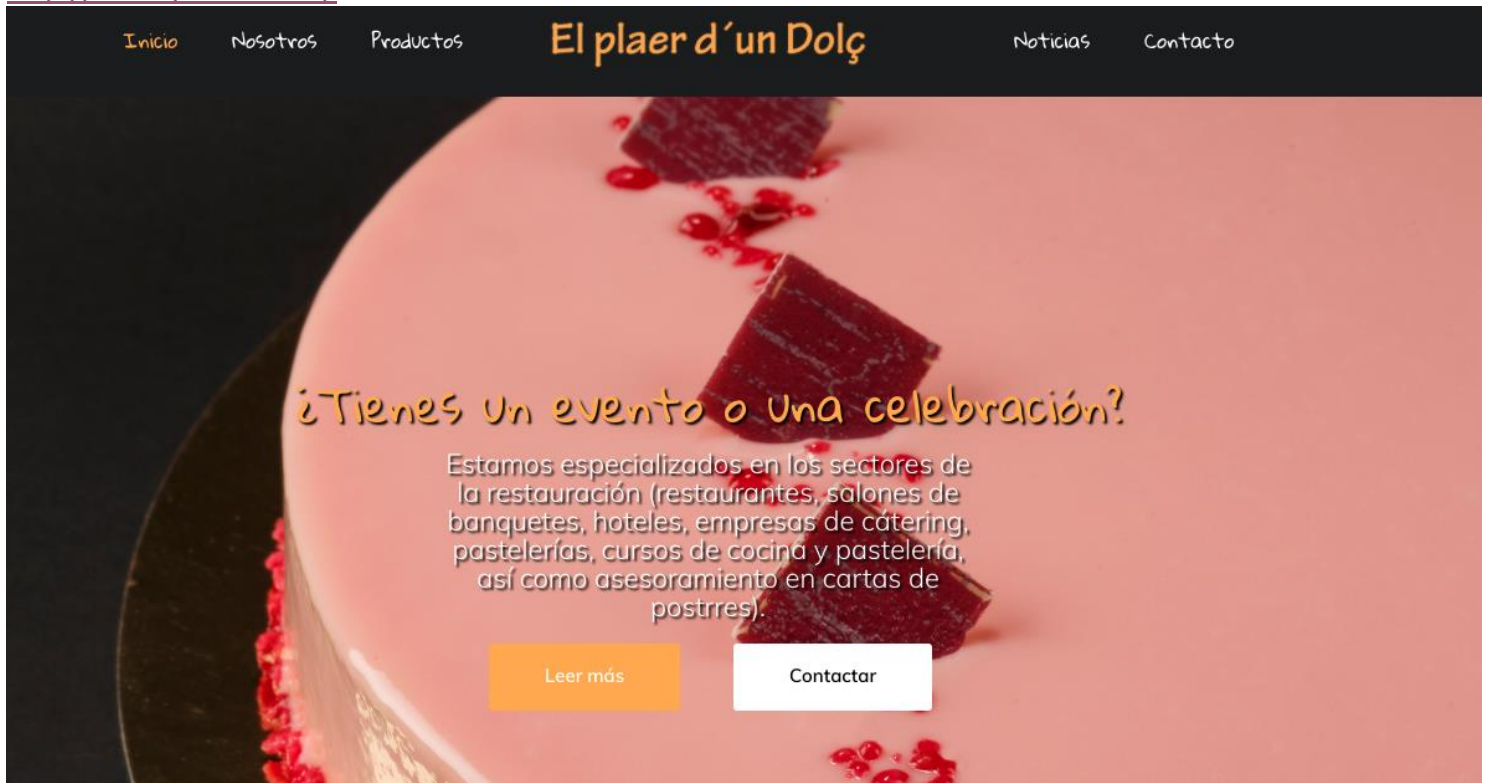 Inicio Nosotros Productos El plaer d´un Dolç Noticias Contacto
¿Tienes un evento o una celebración?
Estamos especializados en los sectores de
la restauración (restaurantes, salones de
banquetes, hoteles, empresas de cátering,
pastelerías, cursos de cocina y pastelería,
así como asesoramiento en cartas de
postrres).
Leer más Contactar